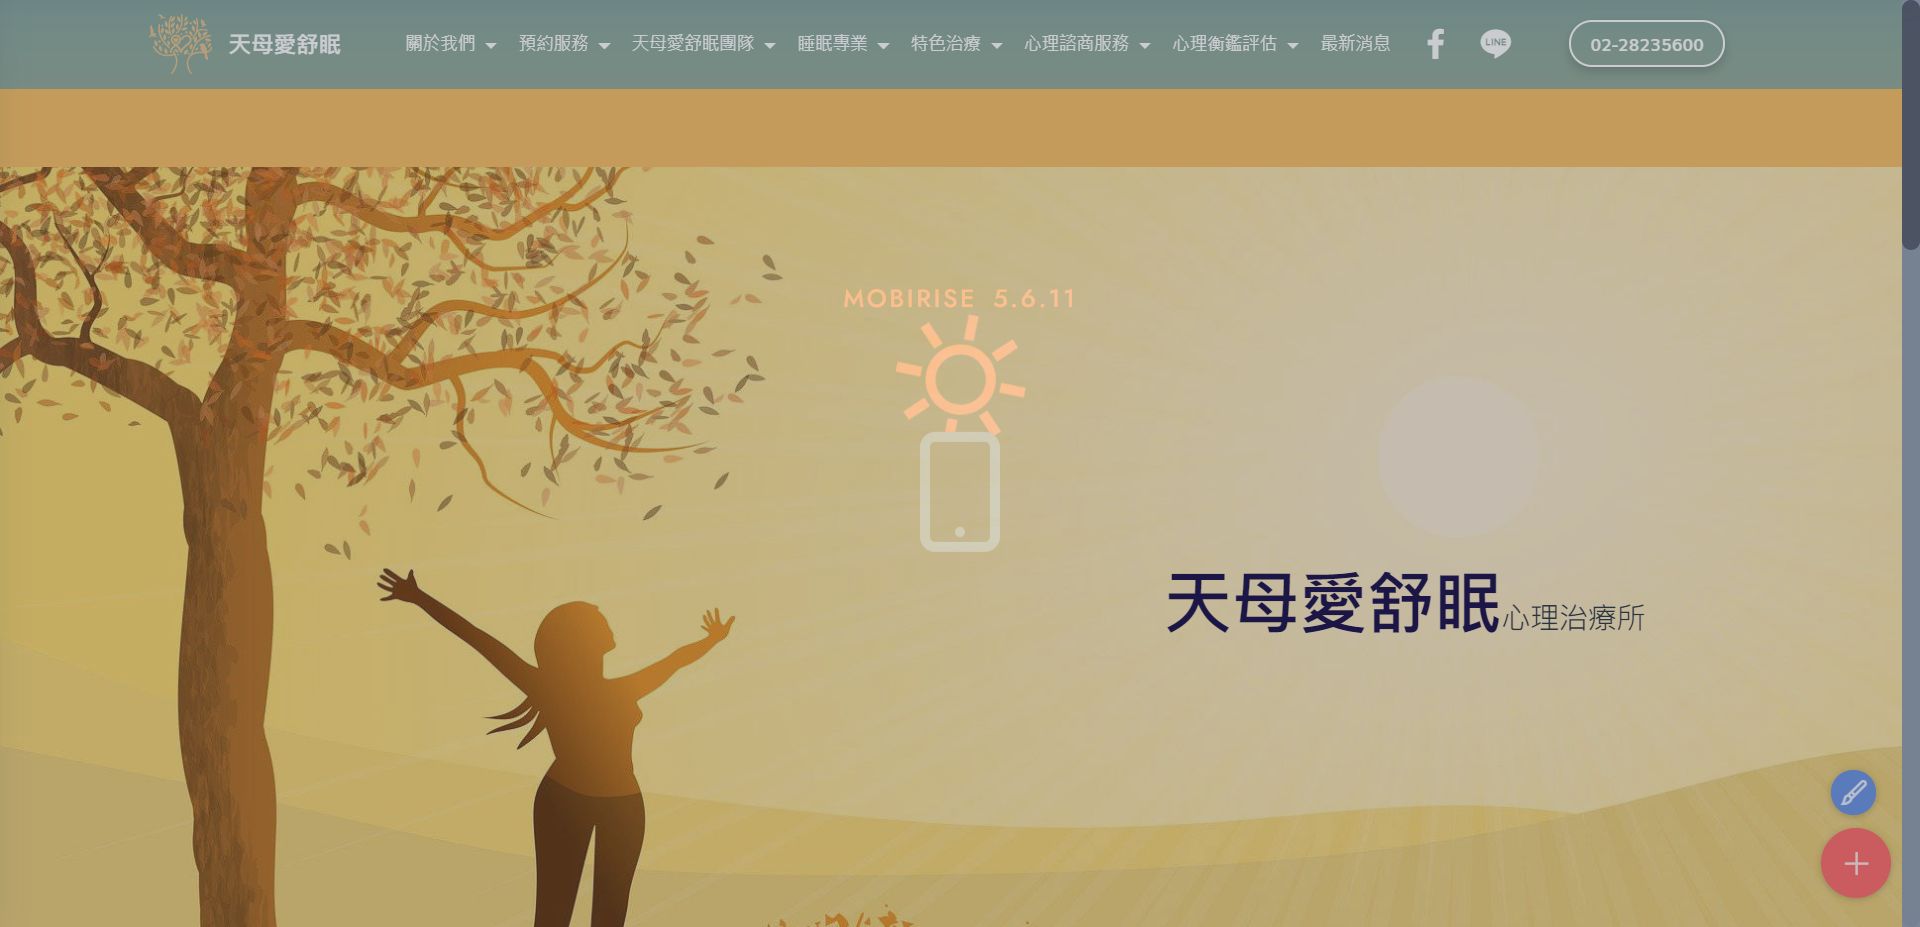 天母愛舒眠
關於我們
預約服務
天母愛舒眠團隊
睡眠專業
特色治療
心理諮商服務
心理衡鑑評估
最新消息
LINE
02-28235600
MOBIRISE 5.6.11
天母愛舒眠心理治療所